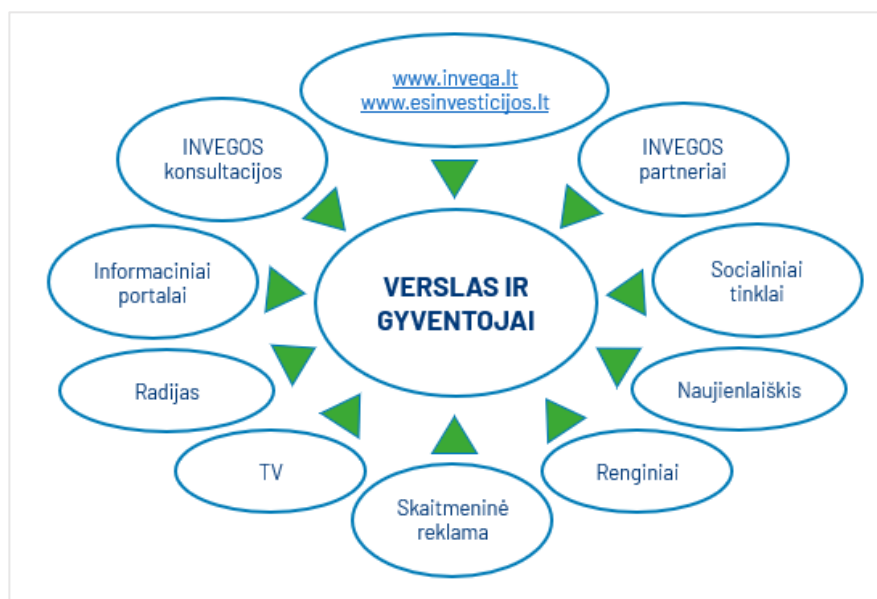 www.invega.lt
www.esinvesticijos.lt
INVEGOS
konsultacijos
INVEGOS
partneriai
Informaciniai
portalai
Socialiniai
tinklai
VERSLAS IR
GYVENTOJAI
Radijas
Naujienlaiškis
TV
Renginiai
Skaitmeninė
reklama